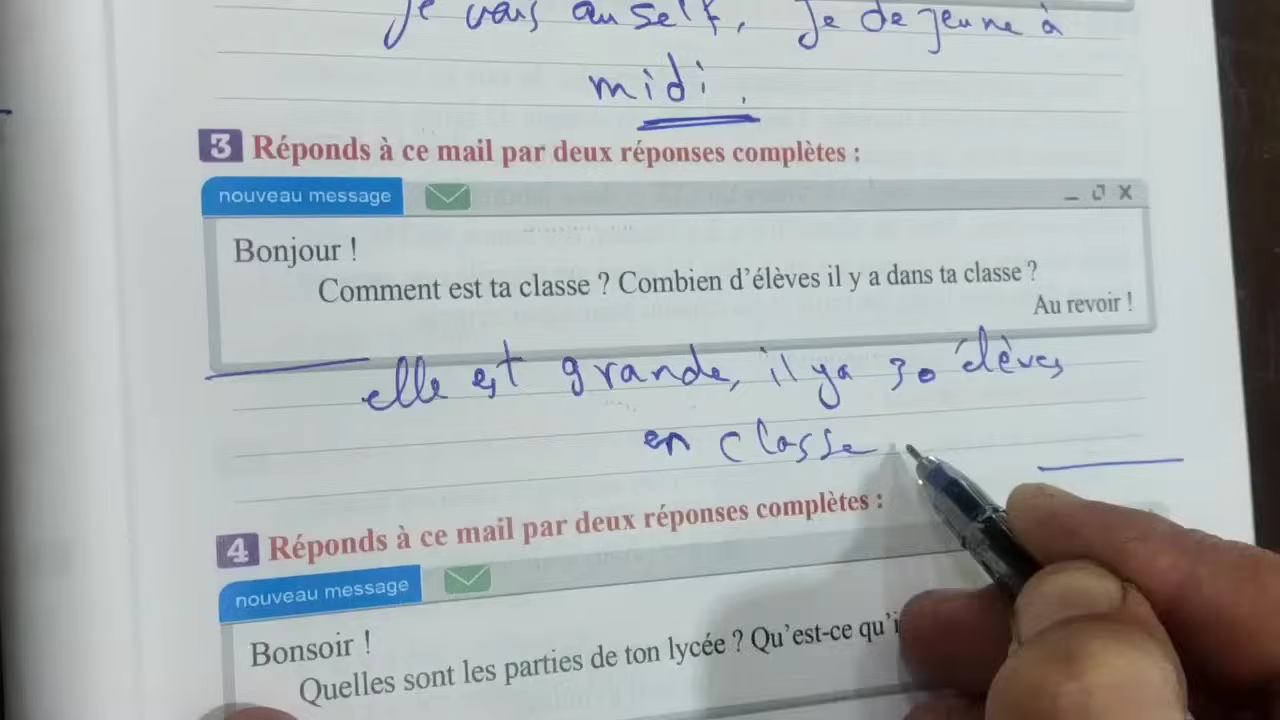 Je vais au self, Je dejeune à
midi.
3 Réponds à ce mail par deux réponses complètes :
nouveau message
Bonjour !
Comment est ta classe ? Combien d'élèves il y a dans ta classe ?
Au revoir !
elle est grande, il ya 30 élèves
en classe
4 Réponds à ce mail par deux réponses complètes :
nouveau message
Bonsoir !
Quelles sont les parties de ton lycée ? Qu'est-ce qu'i